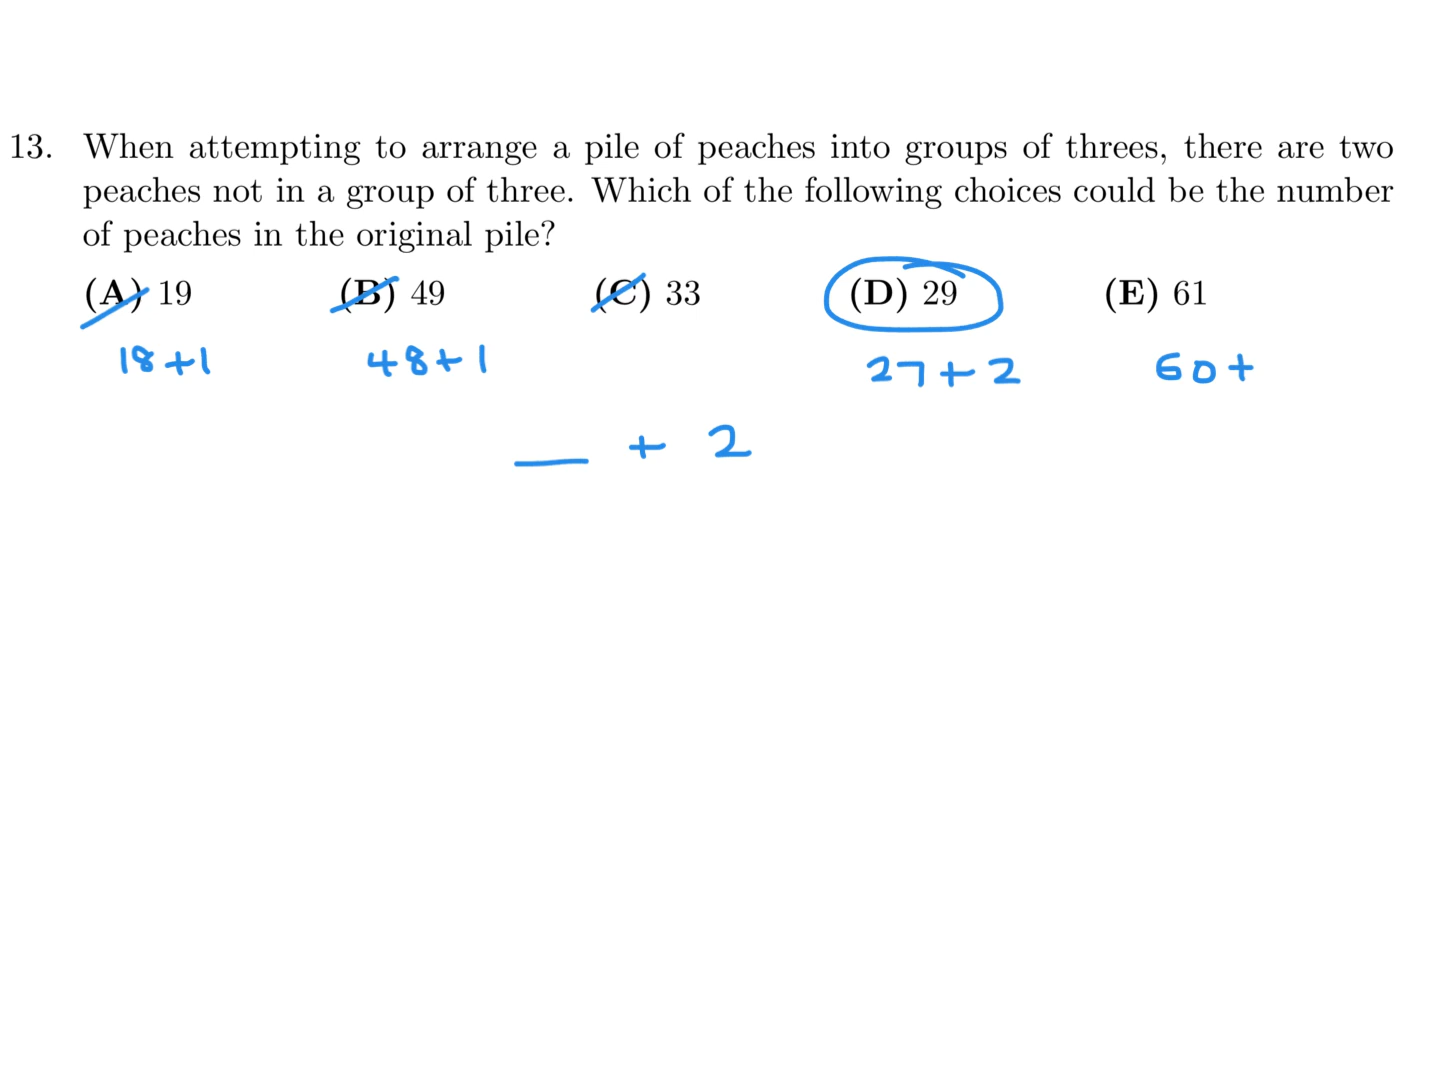 13. When attempting to arrange a pile of peaches into groups of threes, there are two
peaches not in a group of three. Which of the following choices could be the number
of peaches in the original pile?
(A) 19 (B) 49 (C) 33 (D) 29 (E) 61
18+1 48+1 27+2 60+
__ + 2